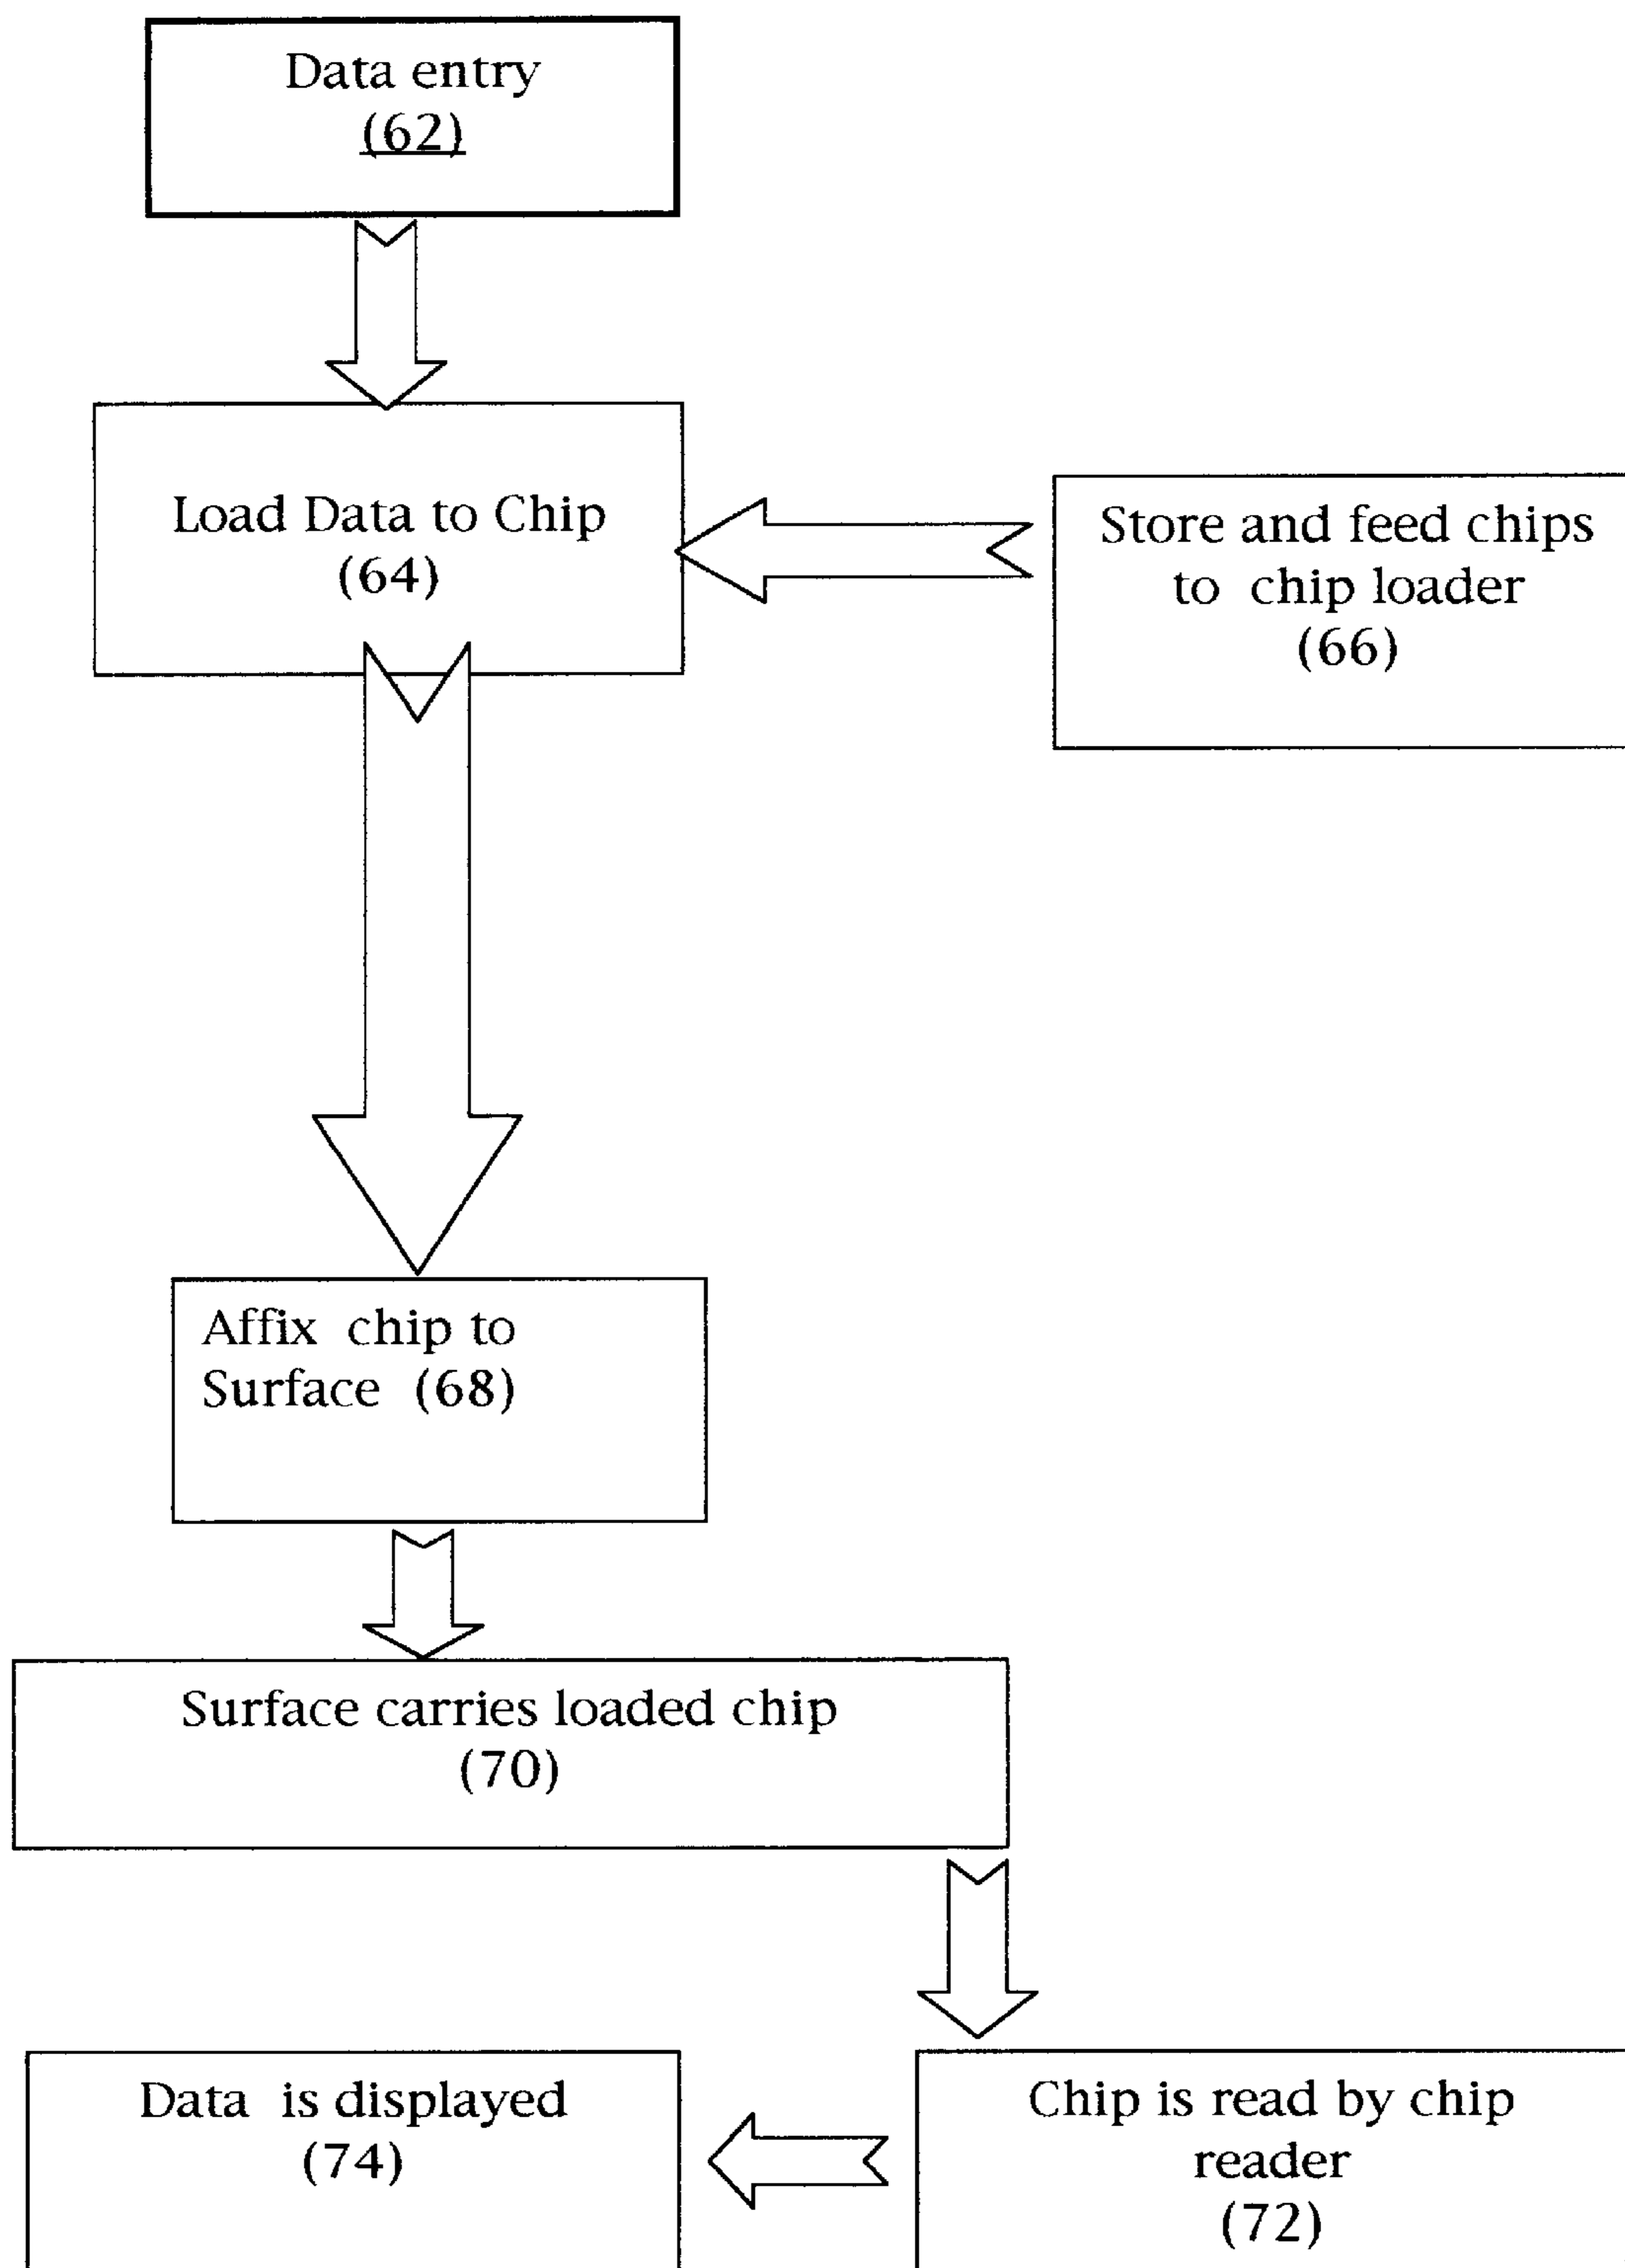 Data entry
(62)
Load Data to Chip
(64)
Store and feed chips
to chip loader
(66)
Affix chip to
Surface (68)
Surface carries loaded chip
(70)
Data is displayed
(74)
Chip is read by chip
reader
(72)